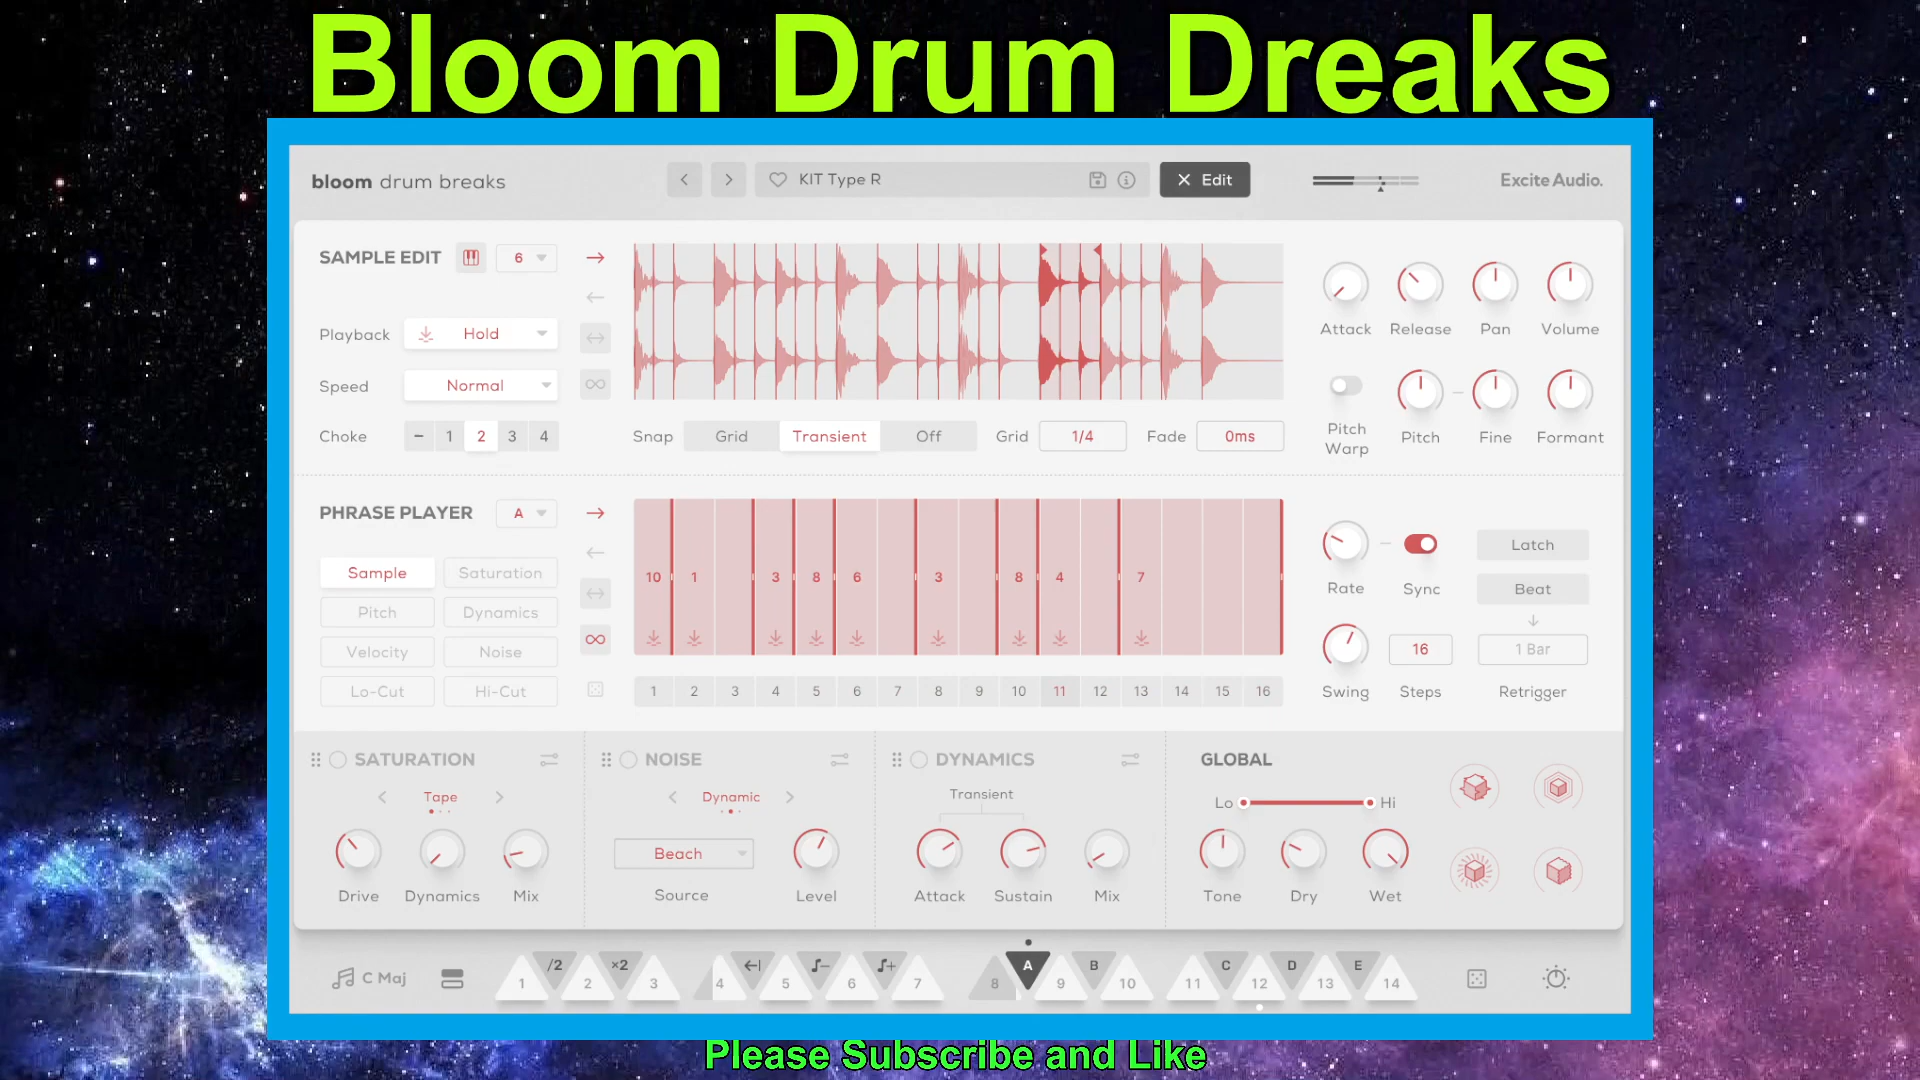 Bloom Drum Dreaks
bloom drum breaks
KIT Type R
Edit
Excite Audio.
SAMPLE EDIT 6
Playback Hold
Speed Normal
Choke – 1 2 3 4
Snap Grid Transient Off Grid 1/4 Fade 0ms
Attack Release Pan Volume
Pitch Warp Pitch Fine Formant
PHRASE PLAYER A
Sample Saturation
Pitch Dynamics
Velocity Noise
Lo-Cut Hi-Cut
10 1 3 8 6 3 8 4 7
1 2 3 4 5 6 7 8 9 10 11 12 13 14 15 16
Rate Sync Latch
Beat
16 1 Bar
Swing Steps Retrigger
SATURATION
Tape
Drive Dynamics Mix
NOISE
Dynamic
Beach
Source Level
DYNAMICS
Transient
Attack Sustain Mix
GLOBAL
Lo Hi
Tone Dry Wet
C Maj
/2 ×2 A B C D E
1 2 3 4 5 6 7 8 9 10 11 12 13 14
Please Subscribe and Like